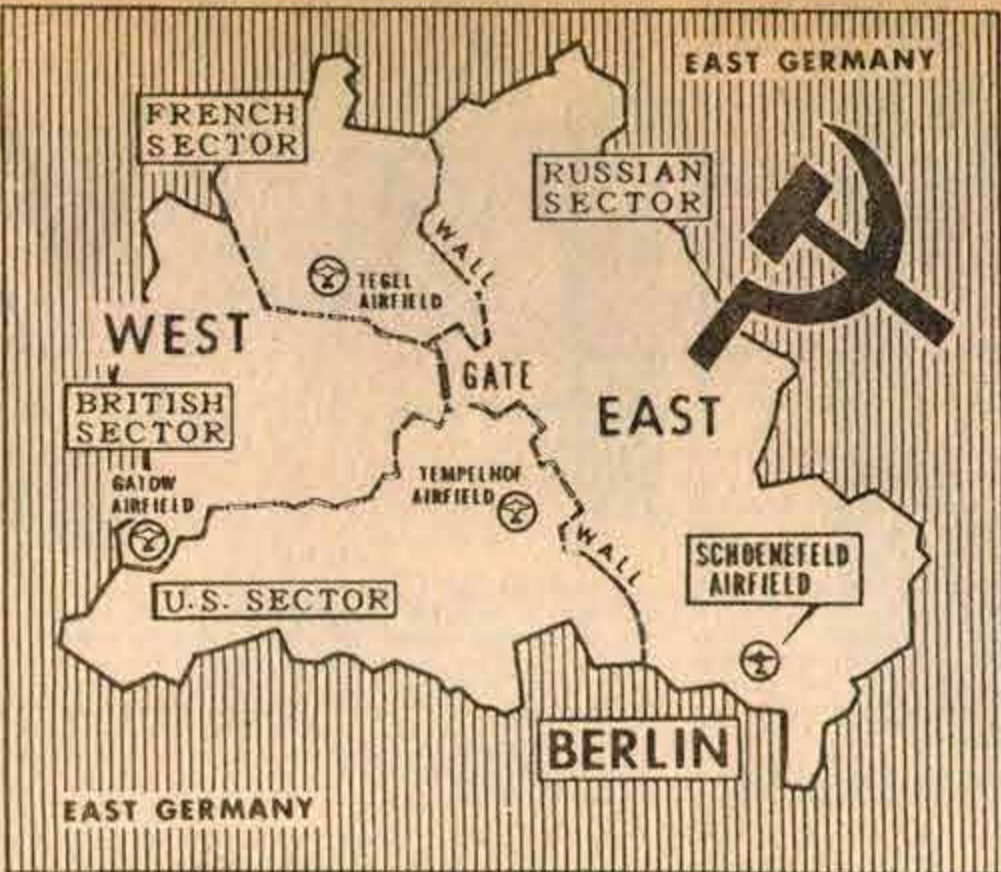 EAST GERMANY
FRENCH
SECTOR
RUSSIAN
SECTOR
WALL
TEGEL
AIRFIELD
WEST
GATE
BRITISH
SECTOR
EAST
GATOW
AIRFIELD
TEMPELHOF
AIRFIELD
WALL
SCHOENEFELD
AIRFIELD
U.S. SECTOR
BERLIN
EAST GERMANY